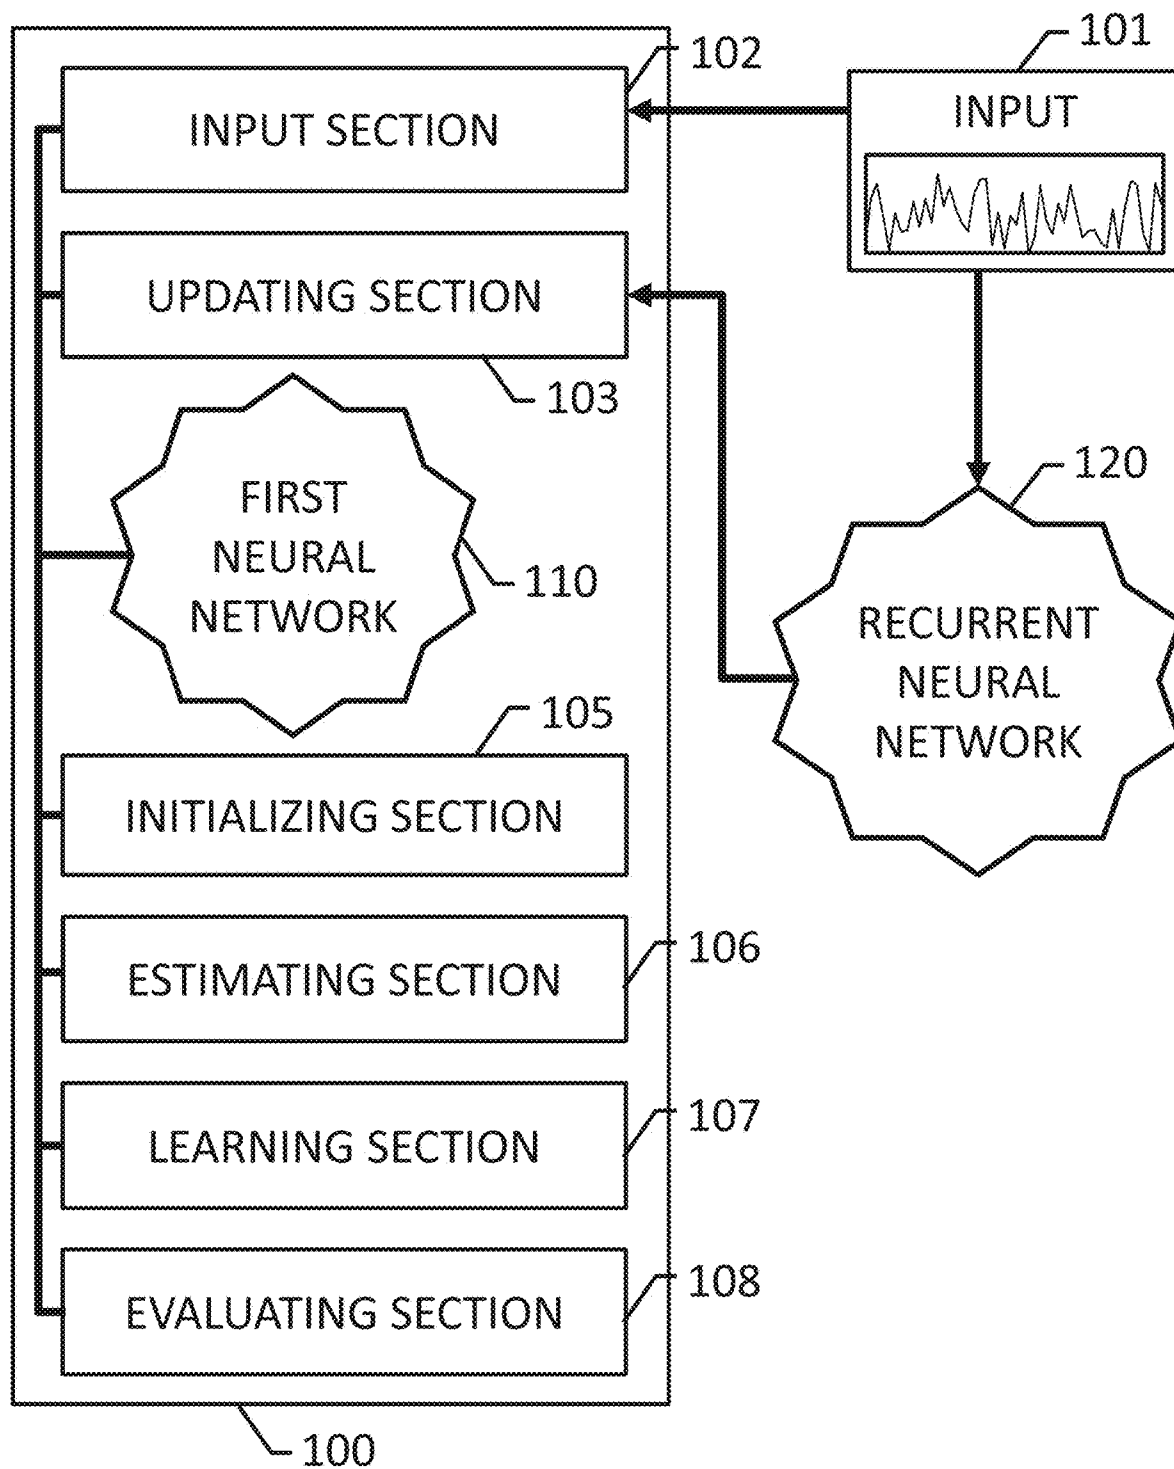 101
102
INPUT
INPUT SECTION
UPDATING SECTION
103
FIRST
NEURAL
NETWORK
110
120
RECURRENT
NEURAL
NETWORK
105
INITIALIZING SECTION
106
ESTIMATING SECTION
107
LEARNING SECTION
108
EVALUATING SECTION
100